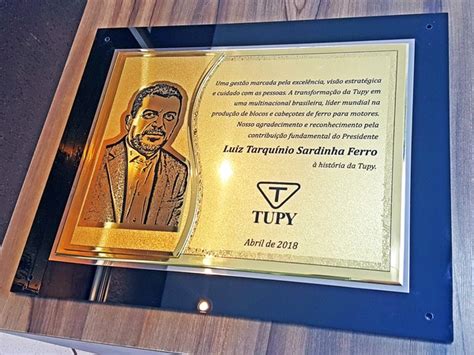 Uma gestão marcada pela excelência, visão estratégica
e cuidado com as pessoas. A transformação da Tupy em
uma multinacional brasileira, líder mundial na
produção de blocos e cabeçotes de ferro para motores.
Nosso agradecimento e reconhecimento pela
contribuição fundamental do Presidente
Luiz Tarquínio Sardinha Ferro
à história da Tupy.
T
TUPY
Abril de 2018